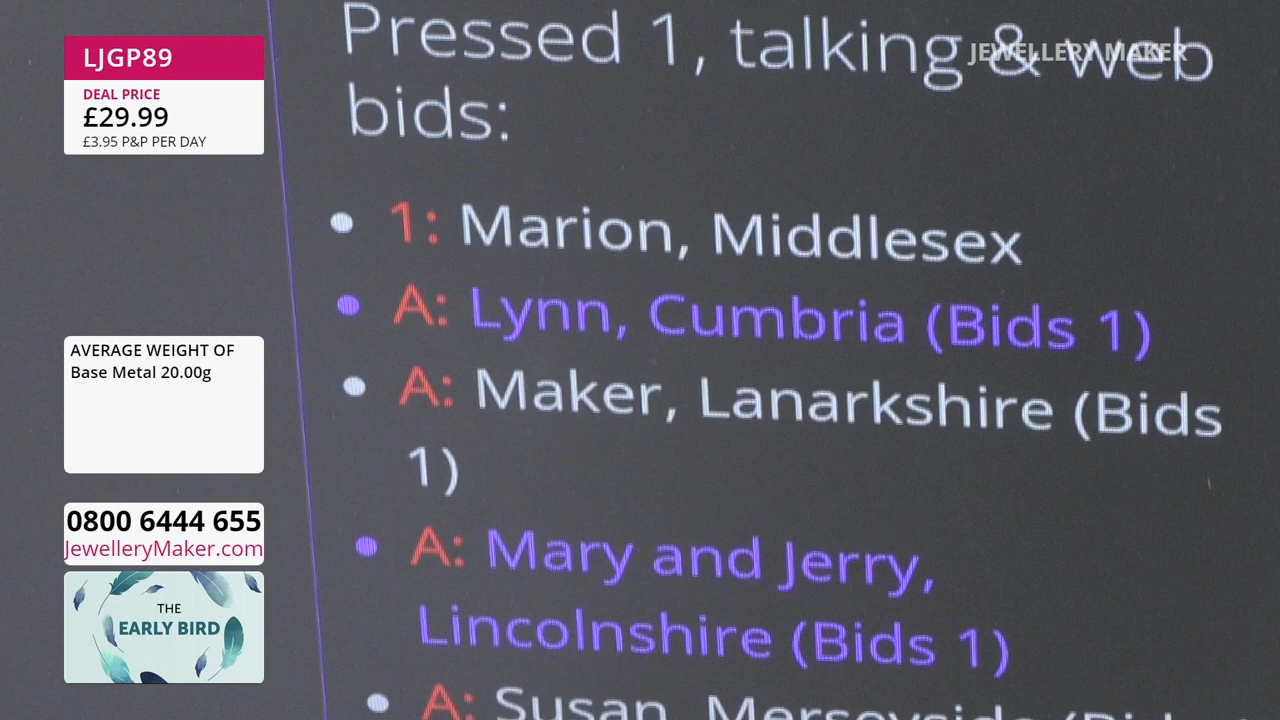 LJGP89
DEAL PRICE
£29.99
£3.95 P&P PER DAY
AVERAGE WEIGHT OF
Base Metal 20.00g
0800 6444 655
JewelleryMaker.com
THE
EARLY BIRD
JEWELLERY MAKER
Pressed 1, talking & web
bids:
• 1: Marion, Middlesex
• A: Lynn, Cumbria (Bids 1)
• A: Maker, Lanarkshire (Bids
1)
• A: Mary and Jerry,
Lincolnshire (Bids 1)
• A: Susan, Merseyside (Bids